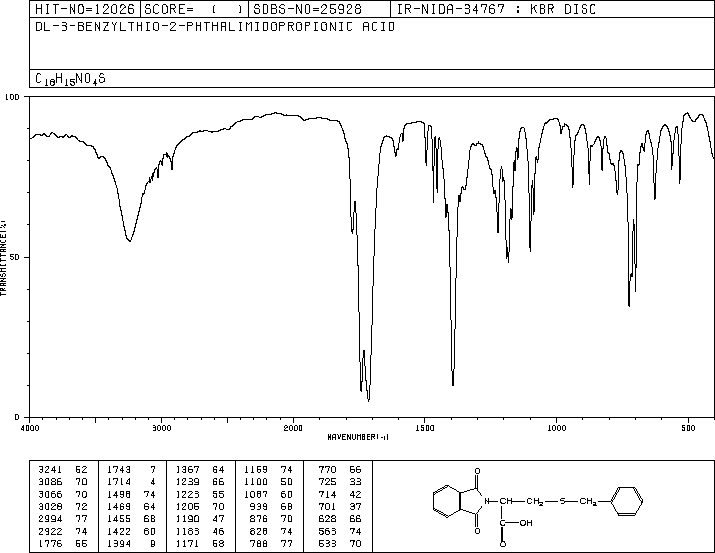 HIT-NO=12026 SCORE= ( ) SDBS-NO=25928 IR-NIDA-34767 : KBR DISC
DL-3-BENZYLTHIO-2-PHTHALIMIDOPROPIONIC ACID
C18H15NO4S
100
50
0
TRANSMITTANCE(%)
4000 3000 2000 1500 1000 500
WAVENUMBER(-1)
3241 52 1743 7 1367 64 1169 74 770 66
3086 70 1714 4 1239 66 1100 50 725 33
3066 70 1498 74 1223 55 1087 60 714 42
3028 72 1469 64 1206 70 939 68 701 37
2994 77 1455 68 1190 47 876 70 628 66
2922 74 1422 60 1183 46 828 74 563 74
1776 55 1394 9 1171 58 788 77 533 70
O
N-CH-CH2-S-CH2
O
C-OH
O